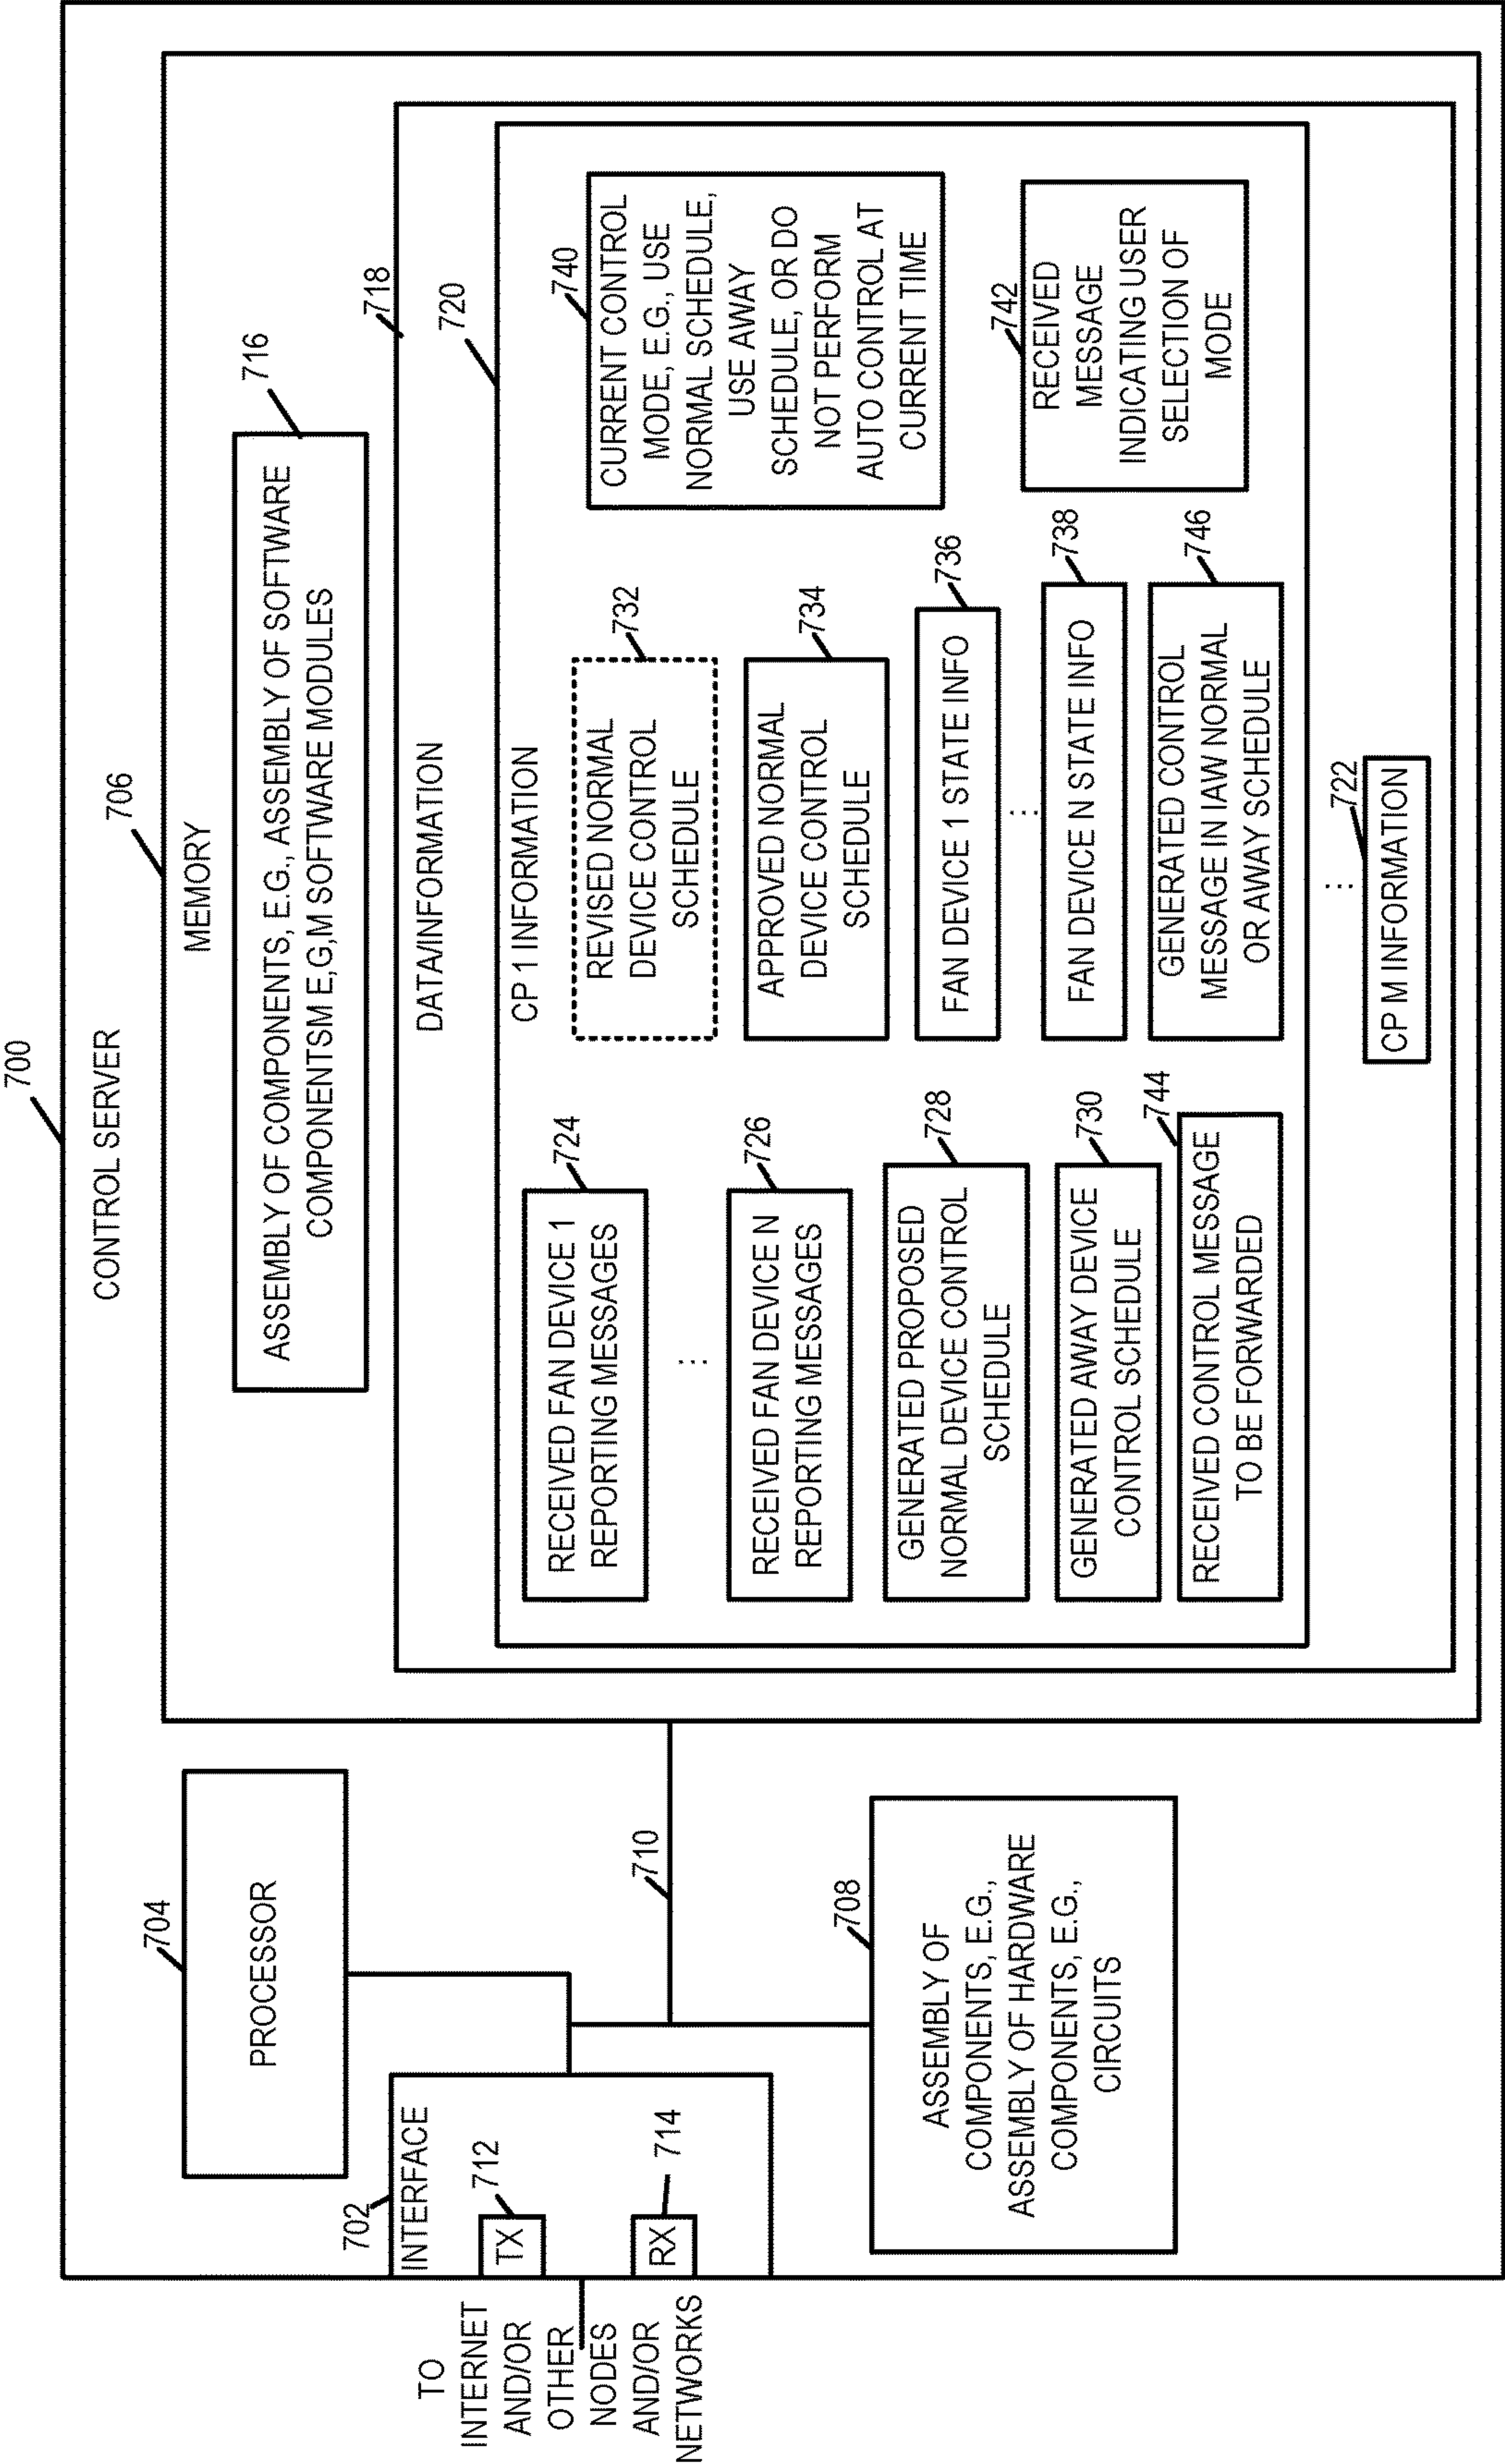 700
CONTROL SERVER
706
MEMORY
716
ASSEMBLY OF COMPONENTS, E.G., ASSEMBLY OF SOFTWARE
COMPONENTSM E,G,M SOFTWARE MODULES
718
DATA/INFORMATION
720
CP 1 INFORMATION
724
RECEIVED FAN DEVICE 1
REPORTING MESSAGES
...
726
RECEIVED FAN DEVICE N
REPORTING MESSAGES
728
GENERATED PROPOSED
NORMAL DEVICE CONTROL
SCHEDULE
730
GENERATED AWAY DEVICE
CONTROL SCHEDULE
744
RECEIVED CONTROL MESSAGE
TO BE FORWARDED
732
REVISED NORMAL
DEVICE CONTROL
SCHEDULE
734
APPROVED NORMAL
DEVICE CONTROL
SCHEDULE
736
FAN DEVICE 1 STATE INFO
...
738
FAN DEVICE N STATE INFO
746
GENERATED CONTROL
MESSAGE IN IAW NORMAL
OR AWAY SCHEDULE
740
CURRENT CONTROL
MODE, E.G., USE
NORMAL SCHEDULE,
USE AWAY
SCHEDULE, OR DO
NOT PERFORM
AUTO CONTROL AT
CURRENT TIME
742
RECEIVED
MESSAGE
INDICATING USER
SELECTION OF
MODE
...
722
CP M INFORMATION
704
PROCESSOR
710
708
ASSEMBLY OF
COMPONENTS, E.G.,
ASSEMBLY OF HARDWARE
COMPONENTS, E.G.,
CIRCUITS
702
INTERFACE
712
TX
714
RX
TO
INTERNET
AND/OR
OTHER
NODES
AND/OR
NETWORKS